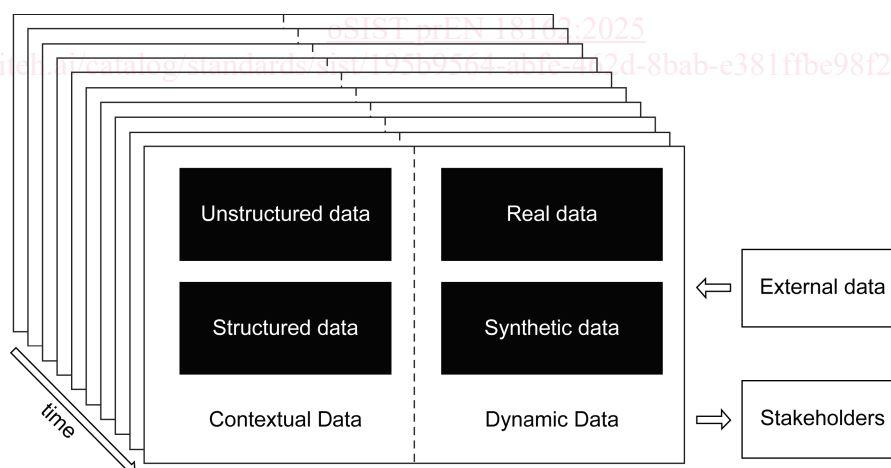 oSIST prEN 18162:2025
iteh.ai/catalog/standards/sist/195b9564-abfe-462d-8bab-e381ffbe98f2
Unstructured data
Real data
External data
Structured data
Synthetic data
time
Contextual Data
Dynamic Data
Stakeholders